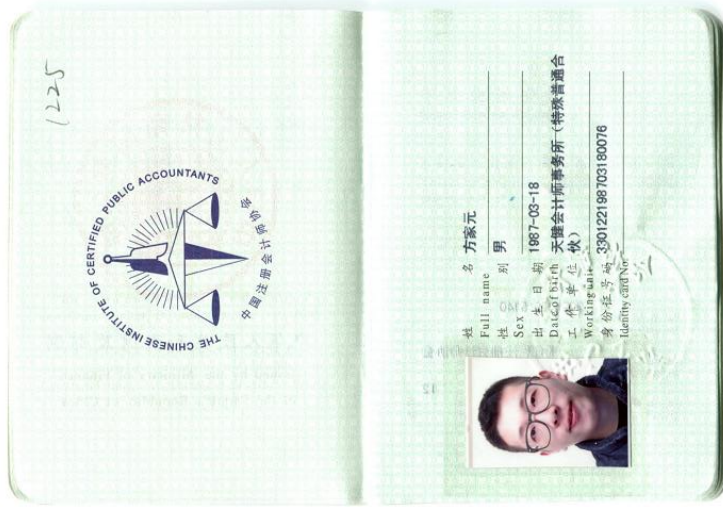 1225
THE CHINESE INSTITUTE OF CERTIFIED PUBLIC ACCOUNTANTS
中国注册会计师协会
姓 名 方家元
Full name
性 别 男
Sex
出 生 日 期 1987-03-18
Date of birth
工 作 单 位 天健会计师事务所（特殊普通合
伙）
Working unit
身份证号码 330122198703180076
Identity card No.